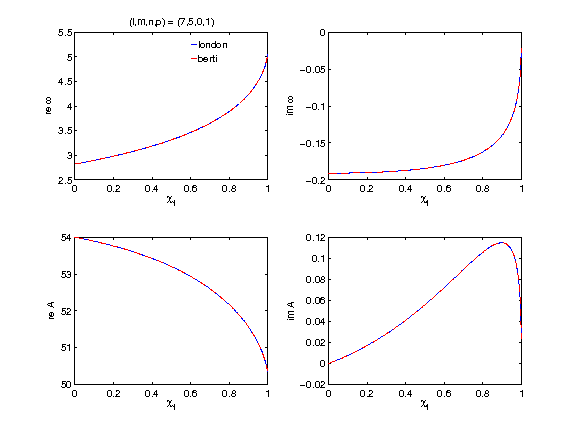 (l,m,n,p) = (7,5,0,1)
5.5
5
4.5
4
3.5
3
2.5
re ω
0 0.2 0.4 0.6 0.8 1
χf
london
berti
0
−0.05
−0.1
−0.15
−0.2
im ω
0 0.2 0.4 0.6 0.8 1
χf
54
53
52
51
50
re A
0 0.2 0.4 0.6 0.8 1
χf
0.12
0.1
0.08
0.06
0.04
0.02
0
−0.02
im A
0 0.2 0.4 0.6 0.8 1
χf